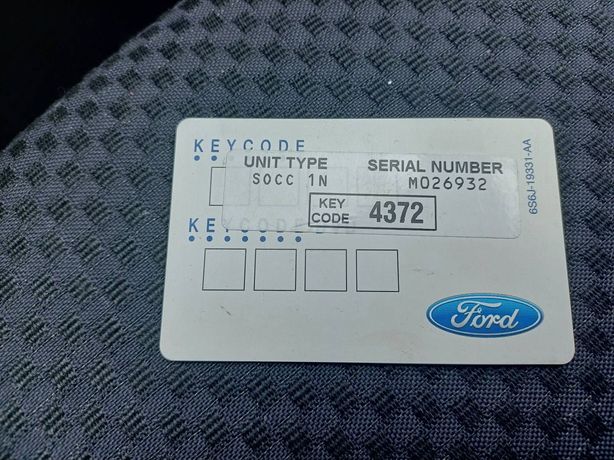 KEYCODE
UNIT TYPE SERIAL NUMBER
SOCC 1N M026932
KEY CODE 4372
KEYCODE
Ford
6S6J-19331-AA